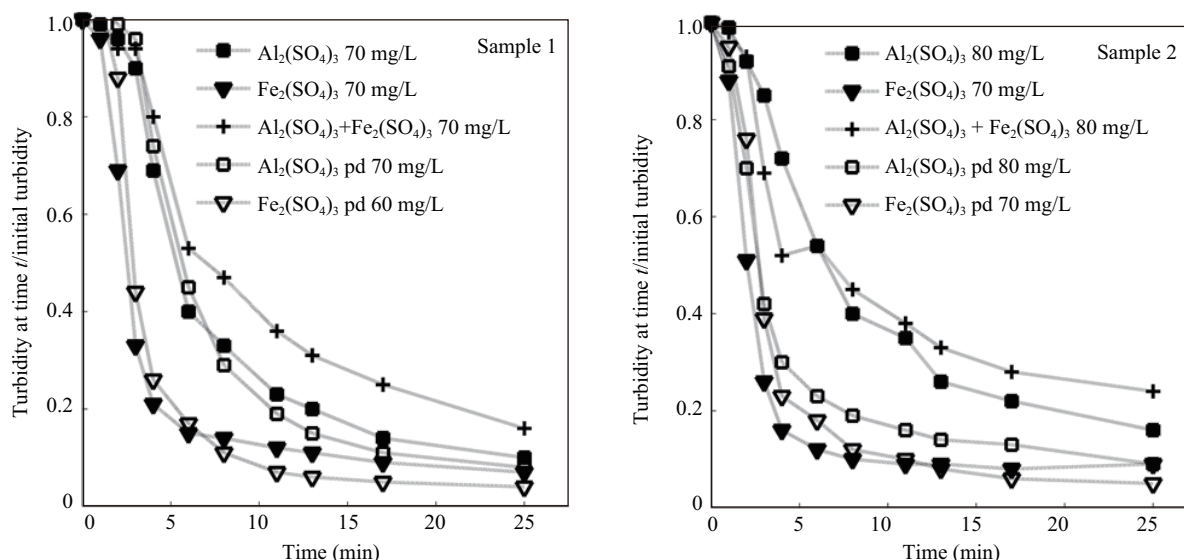 Turbidity at time t/initial turbidity
1.0
0.8
0.6
0.4
0.2
0
0
5
10
15
20
25
Time (min)
Sample 1
Al₂(SO₄)₃ 70 mg/L
Fe₂(SO₄)₃ 70 mg/L
Al₂(SO₄)₃+Fe₂(SO₄)₃ 70 mg/L
Al₂(SO₄)₃ pd 70 mg/L
Fe₂(SO₄)₃ pd 60 mg/L
Turbidity at time t/initial turbidity
1.0
0.8
0.6
0.4
0.2
0
0
5
10
15
20
25
Time (min)
Sample 2
Al₂(SO₄)₃ 80 mg/L
Fe₂(SO₄)₃ 70 mg/L
Al₂(SO₄)₃ + Fe₂(SO₄)₃ 80 mg/L
Al₂(SO₄)₃ pd 80 mg/L
Fe₂(SO₄)₃ pd 70 mg/L